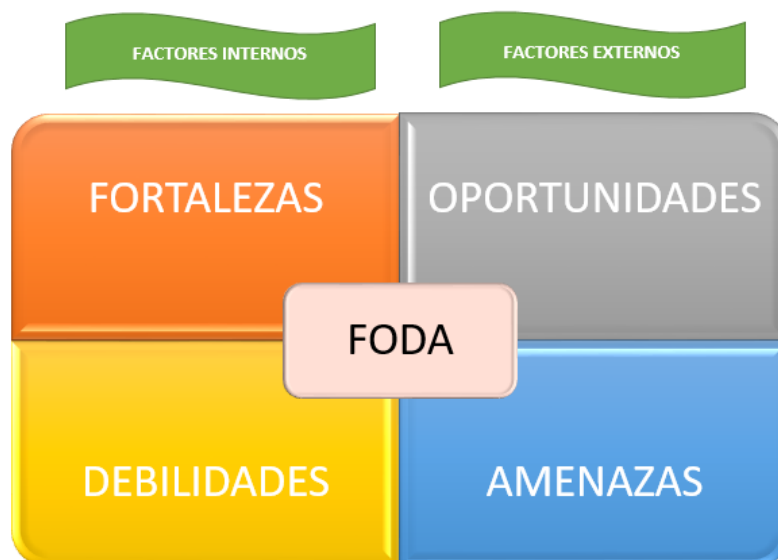 FACTORES INTERNOS
FACTORES EXTERNOS
FORTALEZAS
OPORTUNIDADES
FODA
DEBILIDADES
AMENAZAS